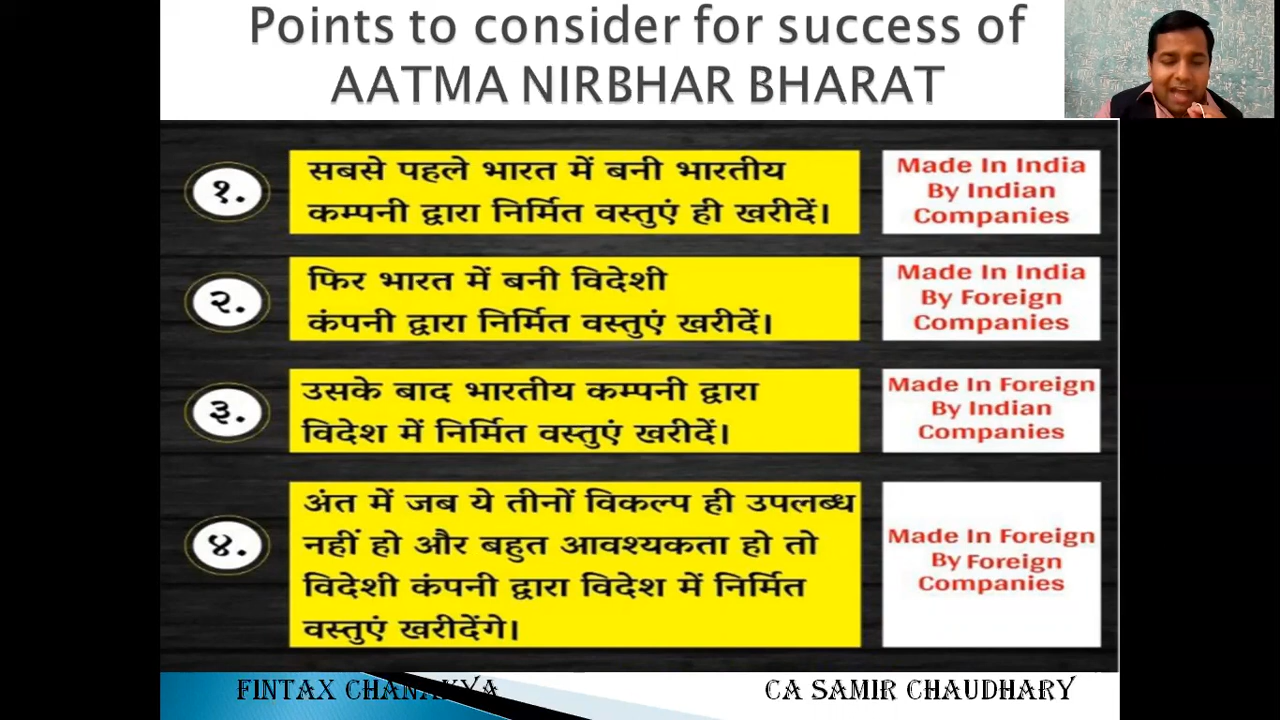 Points to consider for success of
AATMA NIRBHAR BHARAT
१.
सबसे पहले भारत में बनी भारतीय
कम्पनी द्वारा निर्मित वस्तुएं ही खरीदें।
Made In India
By Indian
Companies
२.
फिर भारत में बनी विदेशी
कंपनी द्वारा निर्मित वस्तुएं खरीदें।
Made In India
By Foreign
Companies
३.
उसके बाद भारतीय कम्पनी द्वारा
विदेश में निर्मित वस्तुएं खरीदें।
Made In Foreign
By Indian
Companies
४.
अंत में जब ये तीनों विकल्प ही उपलब्ध
नहीं हो और बहुत आवश्यकता हो तो
विदेशी कंपनी द्वारा विदेश में निर्मित
वस्तुएं खरीदेंगे।
Made In Foreign
By Foreign
Companies
FINTAX CHANAKYA
CA SAMIR CHAUDHARY